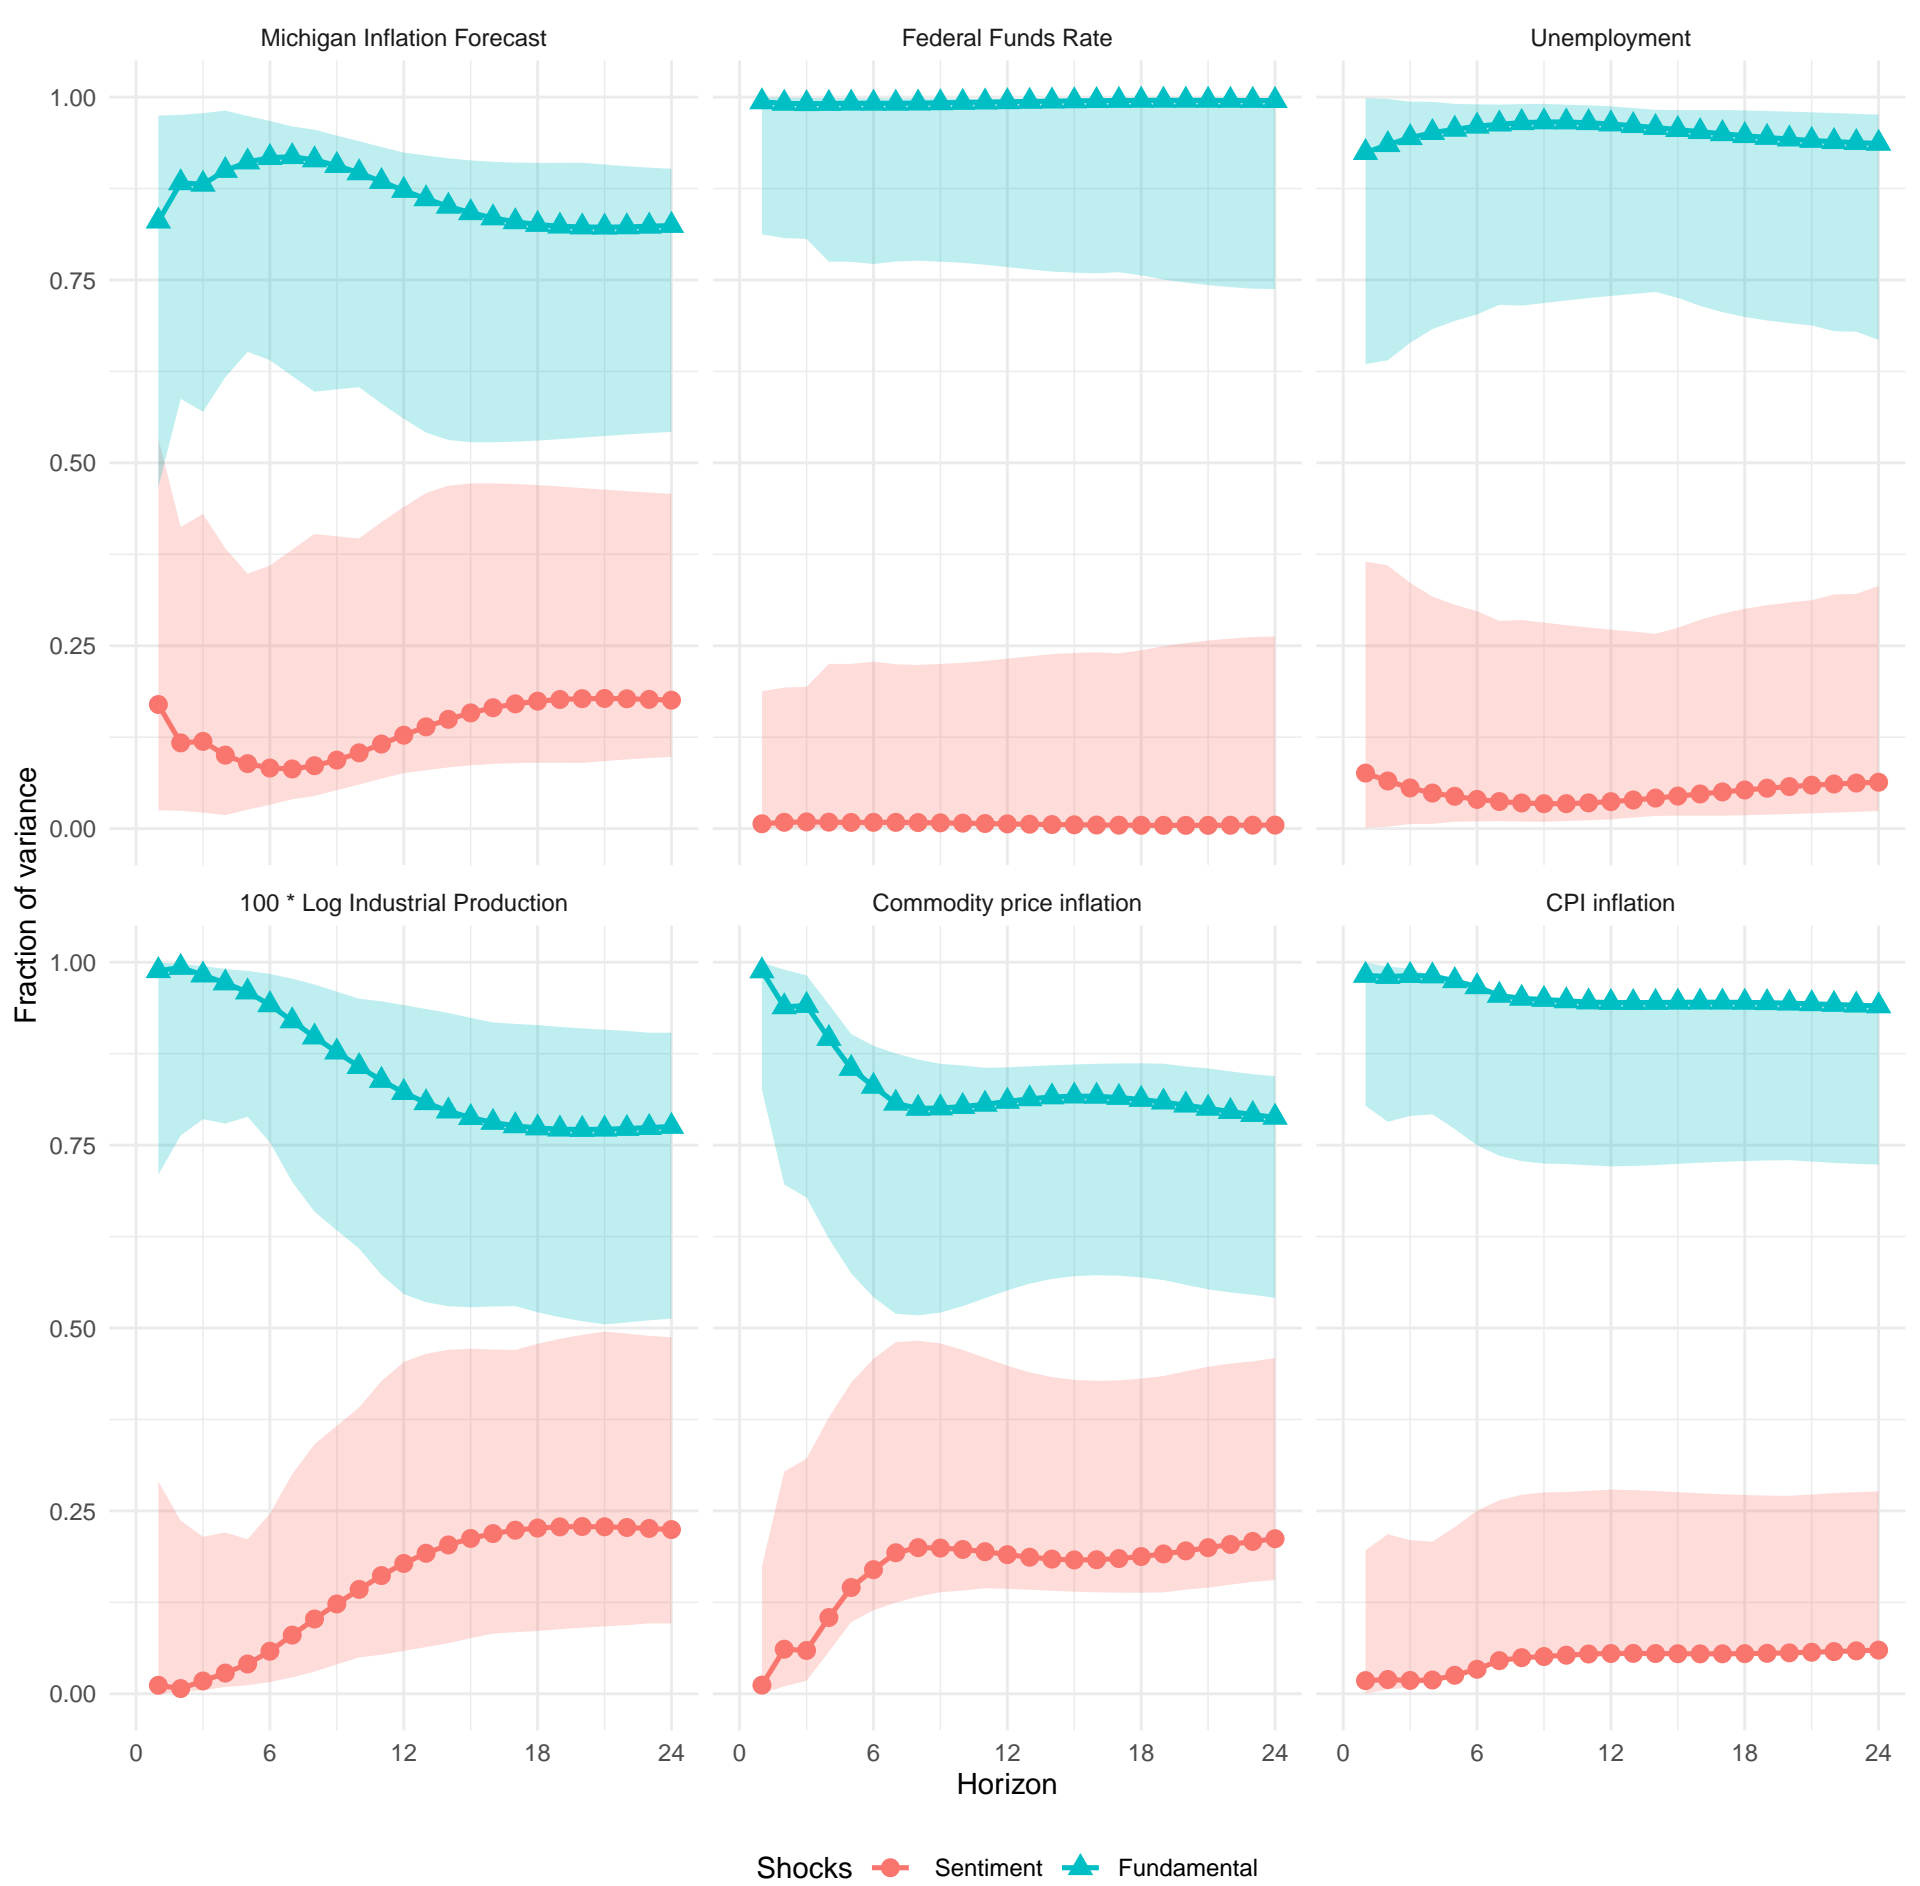 Michigan Inflation Forecast
Federal Funds Rate
Unemployment
1.00
0.75
0.50
0.25
0.00
Fraction of variance
100 * Log Industrial Production
Commodity price inflation
CPI inflation
1.00
0.75
0.50
0.25
0.00
0 6 12 18 24
0 6 12 18 24
0 6 12 18 24
Horizon
Shocks Sentiment Fundamental